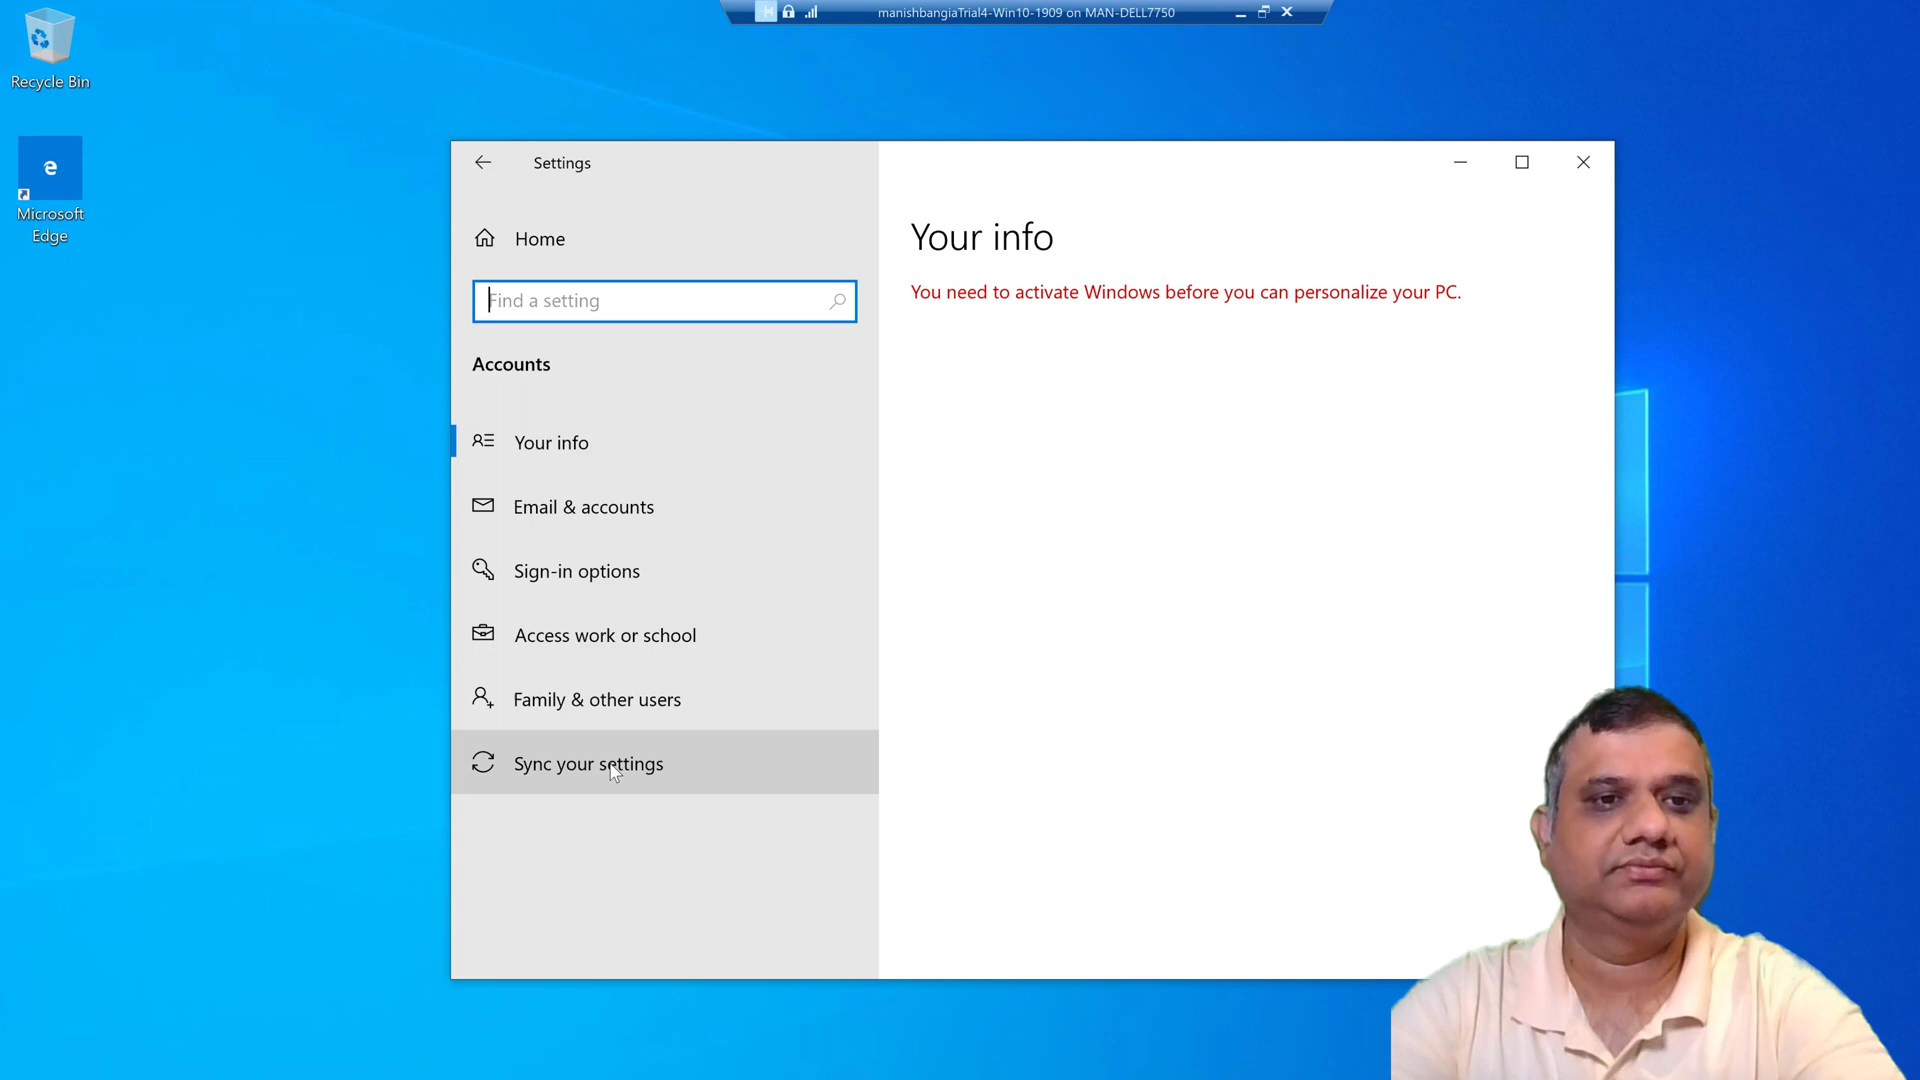 manishbangiaTrial4-Win10-1909 on MAN-DELL7750
Recycle Bin
Microsoft
Edge
Settings
Home
Find a setting
Accounts
Your info
Email & accounts
Sign-in options
Access work or school
Family & other users
Sync your settings
Your info
You need to activate Windows before you can personalize your PC.